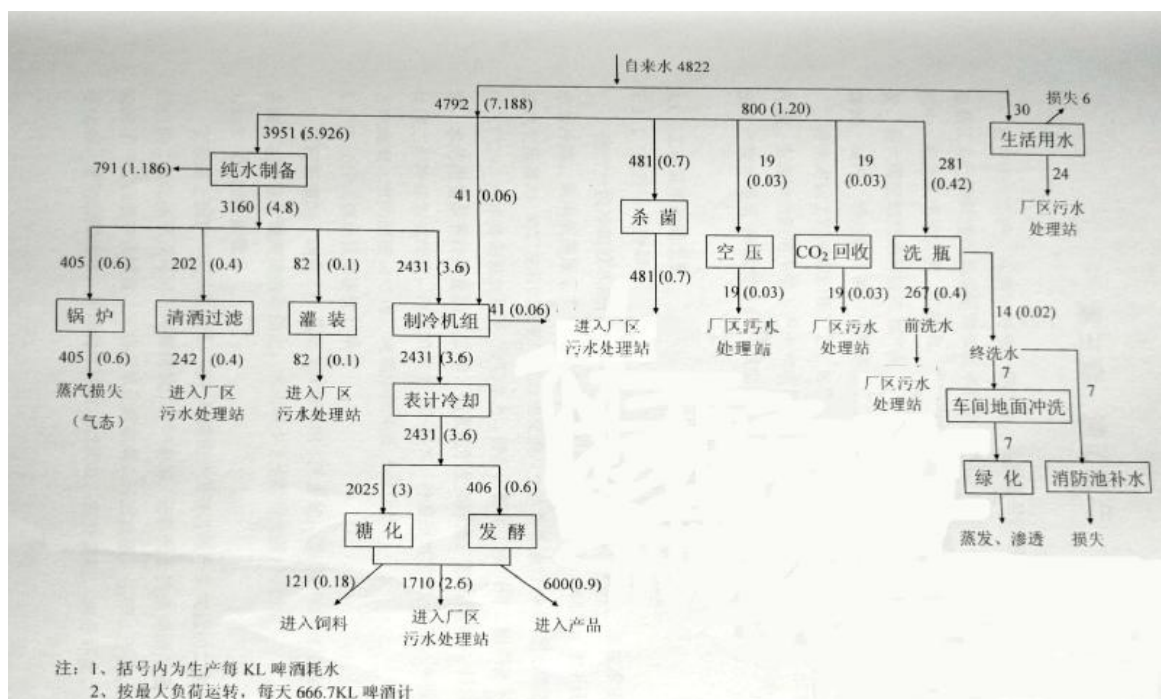 自来水 4822
4792 (7.188)
800 (1.20)
30
损失 6
生活用水
24
厂区污水
处理站
3951 (5.926)
791 (1.186)
纯水制备
3160 (4.8)
41 (0.06)
481 (0.7)
杀 菌
481 (0.7)
进入厂区
污水处理站
19
(0.03)
空 压
19 (0.03)
厂区污水
处理站
19
(0.03)
CO₂ 回收
19 (0.03)
厂区污水
处理站
281
(0.42)
洗 瓶
267 (0.4)
前洗水
厂区污水
处理站
14 (0.02)
终洗水
7
7
车间地面冲洗
7
绿 化
消防池补水
蒸发、渗透
损失
405 (0.6)
锅 炉
405 (0.6)
蒸汽损失
（气态）
202 (0.4)
清酒过滤
242 (0.4)
进入厂区
污水处理站
82 (0.1)
灌 装
82 (0.1)
进入厂区
污水处理站
2431 (3.6)
制冷机组
41 (0.06)
2431 (3.6)
表计冷却
2431 (3.6)
2025 (3)
406 (0.6)
糖 化
发 酵
121 (0.18)
1710 (2.6)
600(0.9)
进入饲料
进入厂区
污水处理站
进入产品
注：1、括号内为生产每 KL 啤酒耗水
2、按最大负荷运转，每天 666.7KL 啤酒计